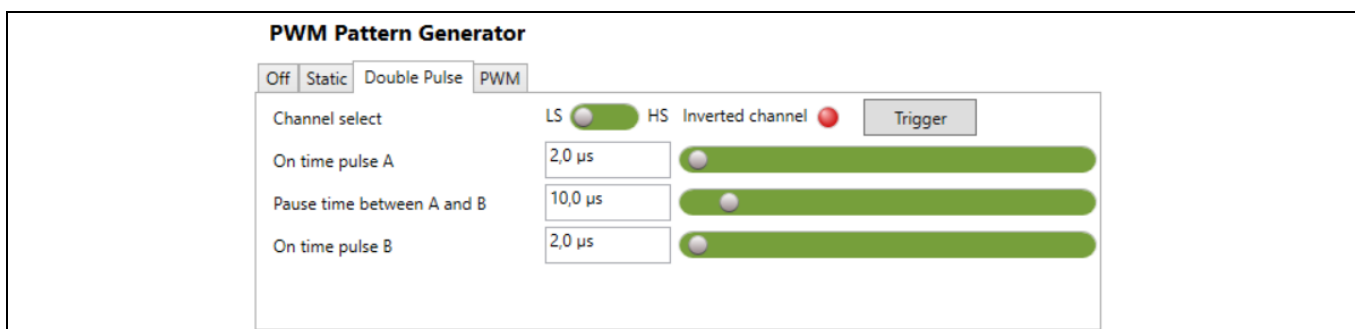 PWM Pattern Generator
Off Static Double Pulse PWM
Channel select LS HS Inverted channel Trigger
On time pulse A 2,0 µs
Pause time between A and B 10,0 µs
On time pulse B 2,0 µs